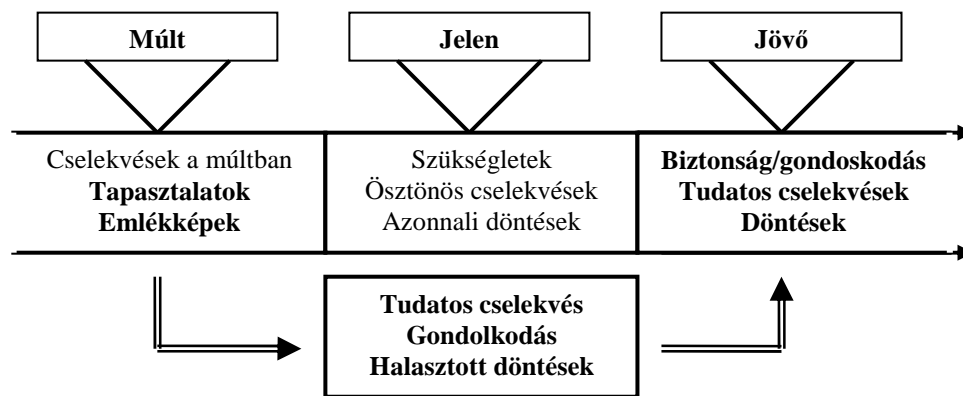 Múlt
Jelen
Jövő
Cselekvések a múltban
Tapasztalatok
Emlékképek
Szükségletek
Ösztönös cselekvések
Azonnali döntések
Biztonság/gondoskodás
Tudatos cselekvések
Döntések
Tudatos cselekvés
Gondolkodás
Halasztott döntések